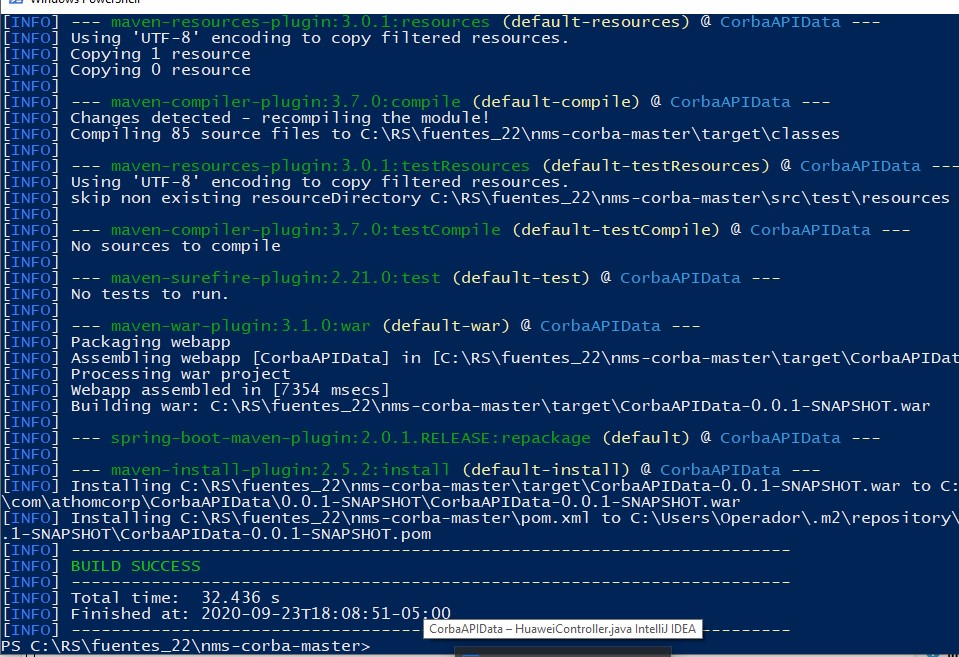 Windows PowerShell
[INFO] --- maven-resources-plugin:3.0.1:resources (default-resources) @ CorbaAPIData ---
[INFO] Using 'UTF-8' encoding to copy filtered resources.
[INFO] Copying 1 resource
[INFO] Copying 0 resource
[INFO]
[INFO] --- maven-compiler-plugin:3.7.0:compile (default-compile) @ CorbaAPIData ---
[INFO] Changes detected - recompiling the module!
[INFO] Compiling 85 source files to C:\RS\fuentes_22\nms-corba-master\target\classes
[INFO]
[INFO] --- maven-resources-plugin:3.0.1:testResources (default-testResources) @ CorbaAPIData ---
[INFO] Using 'UTF-8' encoding to copy filtered resources.
[INFO] skip non existing resourceDirectory C:\RS\fuentes_22\nms-corba-master\src\test\resources
[INFO]
[INFO] --- maven-compiler-plugin:3.7.0:testCompile (default-testCompile) @ CorbaAPIData ---
[INFO] No sources to compile
[INFO]
[INFO] --- maven-surefire-plugin:2.21.0:test (default-test) @ CorbaAPIData ---
[INFO] No tests to run.
[INFO]
[INFO] --- maven-war-plugin:3.1.0:war (default-war) @ CorbaAPIData ---
[INFO] Packaging webapp
[INFO] Assembling webapp [CorbaAPIData] in [C:\RS\fuentes_22\nms-corba-master\target\CorbaAPIDat
[INFO] Processing war project
[INFO] Webapp assembled in [7354 msecs]
[INFO] Building war: C:\RS\fuentes_22\nms-corba-master\target\CorbaAPIData-0.0.1-SNAPSHOT.war
[INFO]
[INFO] --- spring-boot-maven-plugin:2.0.1.RELEASE:repackage (default) @ CorbaAPIData ---
[INFO]
[INFO] --- maven-install-plugin:2.5.2:install (default-install) @ CorbaAPIData ---
[INFO] Installing C:\RS\fuentes_22\nms-corba-master\target\CorbaAPIData-0.0.1-SNAPSHOT.war to C:
\com\athomcorp\CorbaAPIData\0.0.1-SNAPSHOT\CorbaAPIData-0.0.1-SNAPSHOT.war
[INFO] Installing C:\RS\fuentes_22\nms-corba-master\pom.xml to C:\Users\Operador\.m2\repository\
.1-SNAPSHOT\CorbaAPIData-0.0.1-SNAPSHOT.pom
[INFO] ------------------------------------------------------------------------
[INFO] BUILD SUCCESS
[INFO] ------------------------------------------------------------------------
[INFO] Total time:  32.436 s
[INFO] Finished at: 2020-09-23T18:08:51-05:00
[INFO] ------------------------------------------------------------------------
CorbaAPIData – HuaweiController.java IntelliJ IDEA
PS C:\RS\fuentes_22\nms-corba-master>